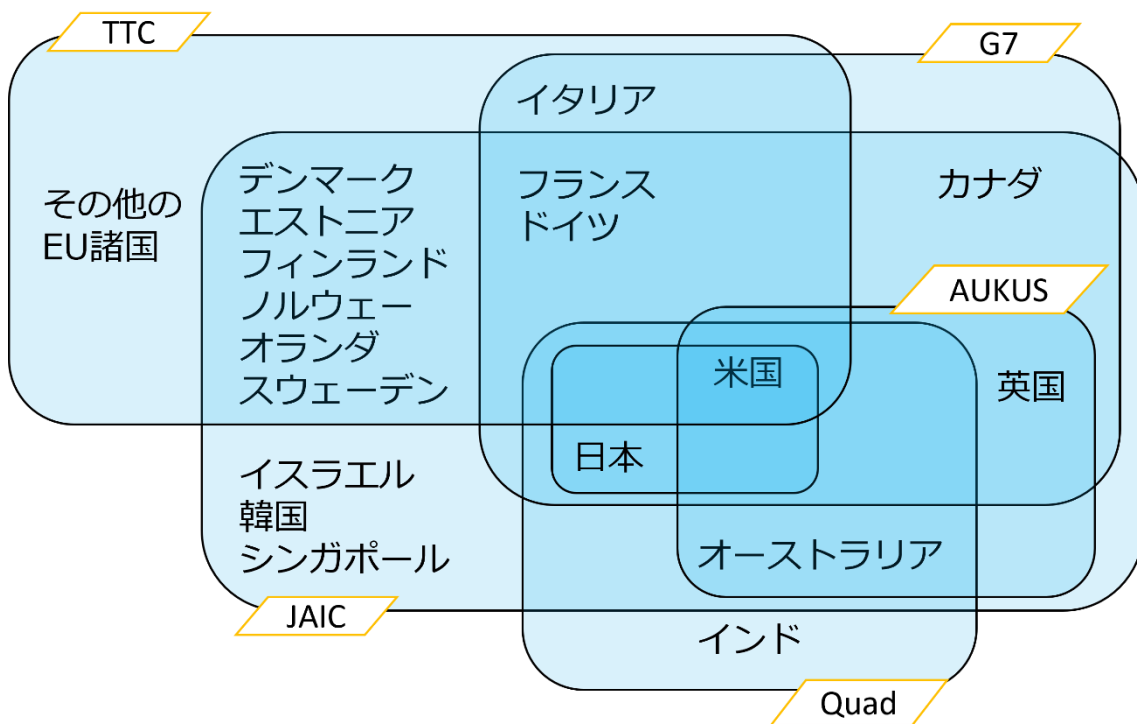 TTC
G7
イタリア
デンマーク
エストニア
フィンランド
ノルウェー
オランダ
スウェーデン
フランス
ドイツ
カナダ
その他の
EU諸国
AUKUS
米国
英国
日本
イスラエル
韓国
シンガポール
オーストラリア
JAIC
インド
Quad